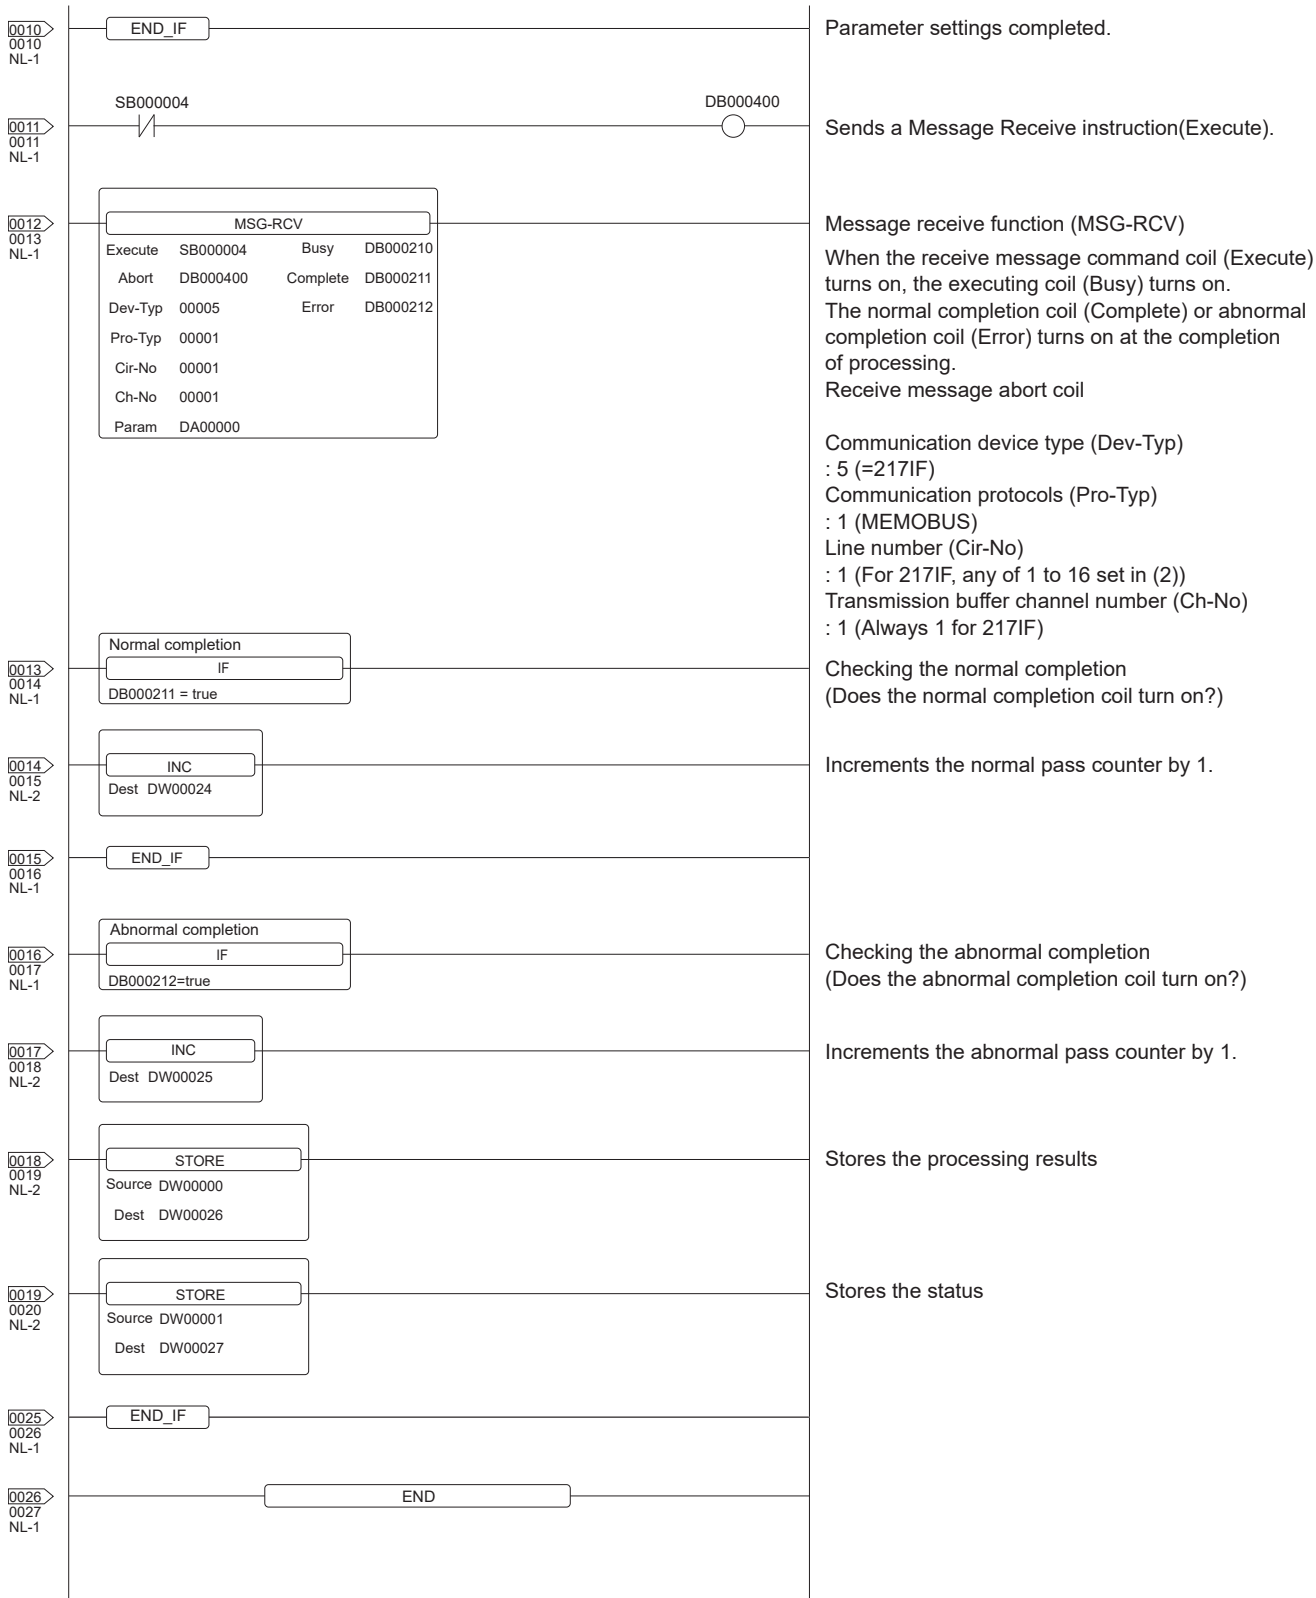 0010
0010
NL-1
END_IF
Parameter settings completed.
SB000004
DB000400
0011
0011
NL-1
Sends a Message Receive instruction(Execute).
0012
0013
NL-1
MSG-RCV
Execute SB000004 Busy DB000210
Abort DB000400 Complete DB000211
Dev-Typ 00005 Error DB000212
Pro-Typ 00001
Cir-No 00001
Ch-No 00001
Param DA00000
Message receive function (MSG-RCV)
When the receive message command coil (Execute)
turns on, the executing coil (Busy) turns on.
The normal completion coil (Complete) or abnormal
completion coil (Error) turns on at the completion
of processing.
Receive message abort coil
Communication device type (Dev-Typ)
: 5 (=217IF)
Communication protocols (Pro-Typ)
: 1 (MEMOBUS)
Line number (Cir-No)
: 1 (For 217IF, any of 1 to 16 set in (2))
Transmission buffer channel number (Ch-No)
: 1 (Always 1 for 217IF)
0013
0014
NL-1
Normal completion
IF
DB000211 = true
Checking the normal completion
(Does the normal completion coil turn on?)
0014
0015
NL-2
INC
Dest DW00024
Increments the normal pass counter by 1.
0015
0016
NL-1
END_IF
0016
0017
NL-1
Abnormal completion
IF
DB000212=true
Checking the abnormal completion
(Does the abnormal completion coil turn on?)
0017
0018
NL-2
INC
Dest DW00025
Increments the abnormal pass counter by 1.
0018
0019
NL-2
STORE
Source DW00000
Dest DW00026
Stores the processing results
0019
0020
NL-2
STORE
Source DW00001
Dest DW00027
Stores the status
0025
0026
NL-1
END_IF
0026
0027
NL-1
END